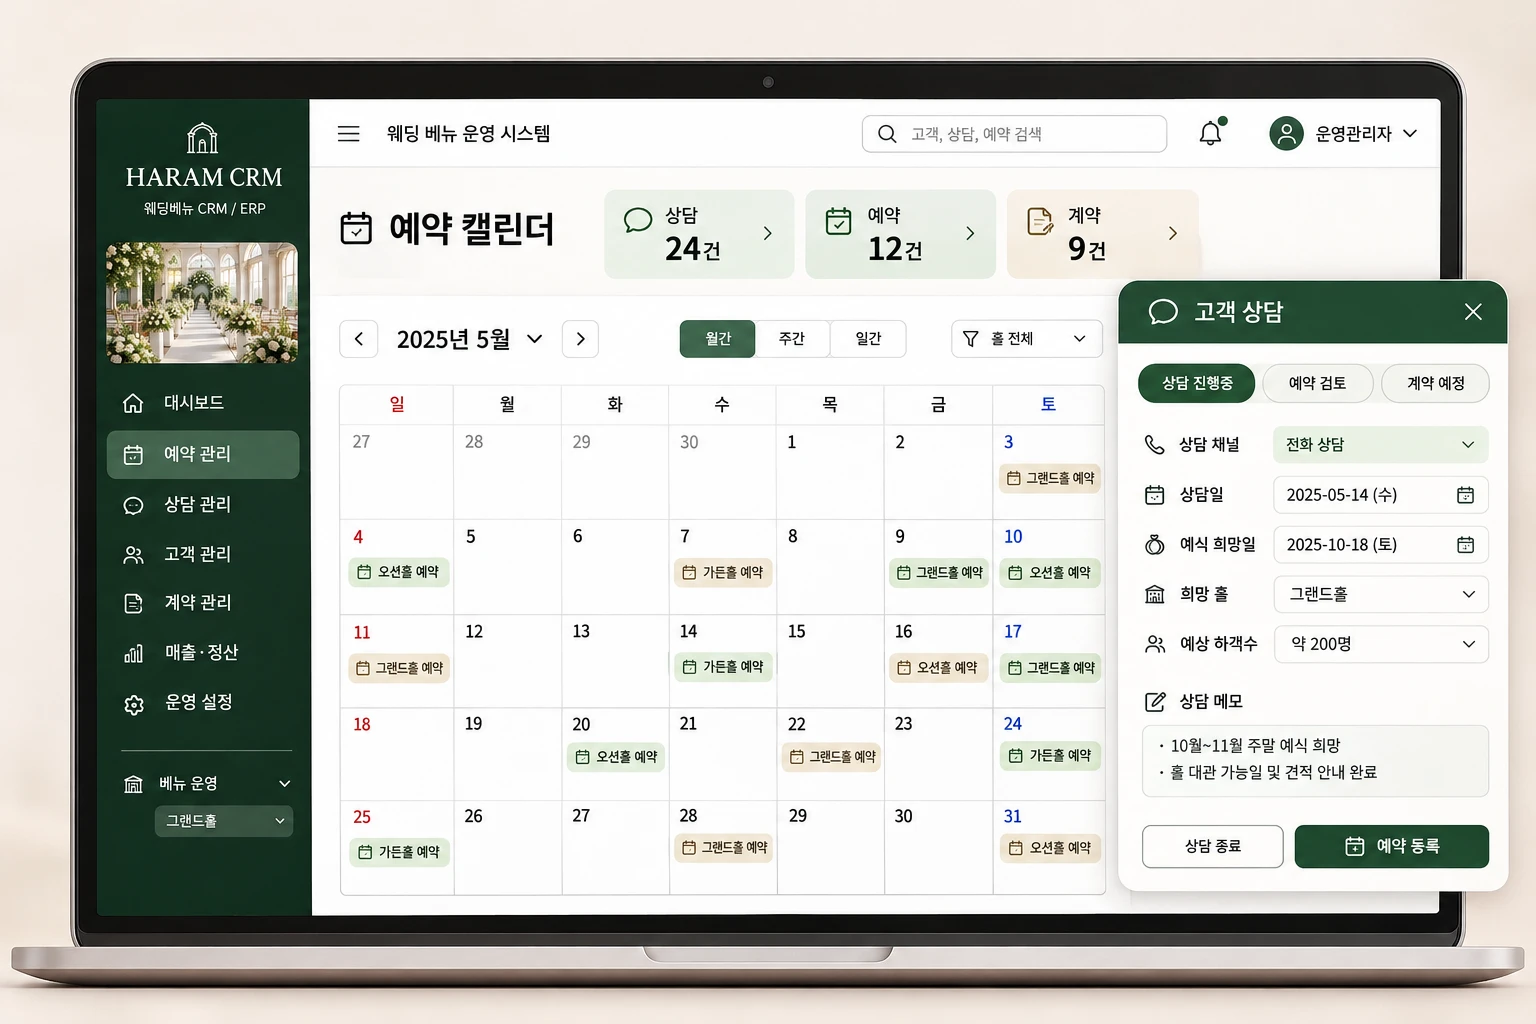 HARAM CRM
웨딩베뉴 CRM / ERP
대시보드
예약 관리
상담 관리
고객 관리
계약 관리
매출·정산
운영 설정
베뉴 운영
그랜드홀
웨딩 베뉴 운영 시스템
고객, 상담, 예약 검색
운영관리자
예약 캘린더
상담
24건
예약
12건
계약
9건
2025년 5월
월간
주간
일간
홀 전체
일 월 화 수 목 금 토
27 28 29 30 1 2 3
그랜드홀 예약
4 5 6 7 8 9 10
오션홀 예약 가든홀 예약 그랜드홀 예약 오션홀 예약
11 12 13 14 15 16 17
그랜드홀 예약 가든홀 예약 오션홀 예약 그랜드홀 예약
18 19 20 21 22 23 24
오션홀 예약 그랜드홀 예약 가든홀 예약
25 26 27 28 29 30 31
가든홀 예약 그랜드홀 예약 오션홀 예약
고객 상담
상담 진행중
예약 검토
계약 예정
상담 채널 전화 상담
상담일 2025-05-14 (수)
예식 희망일 2025-10-18 (토)
희망 홀 그랜드홀
예상 하객수 약 200명
상담 메모
· 10월~11월 주말 예식 희망
· 홀 대관 가능일 및 견적 안내 완료
상담 종료
예약 등록